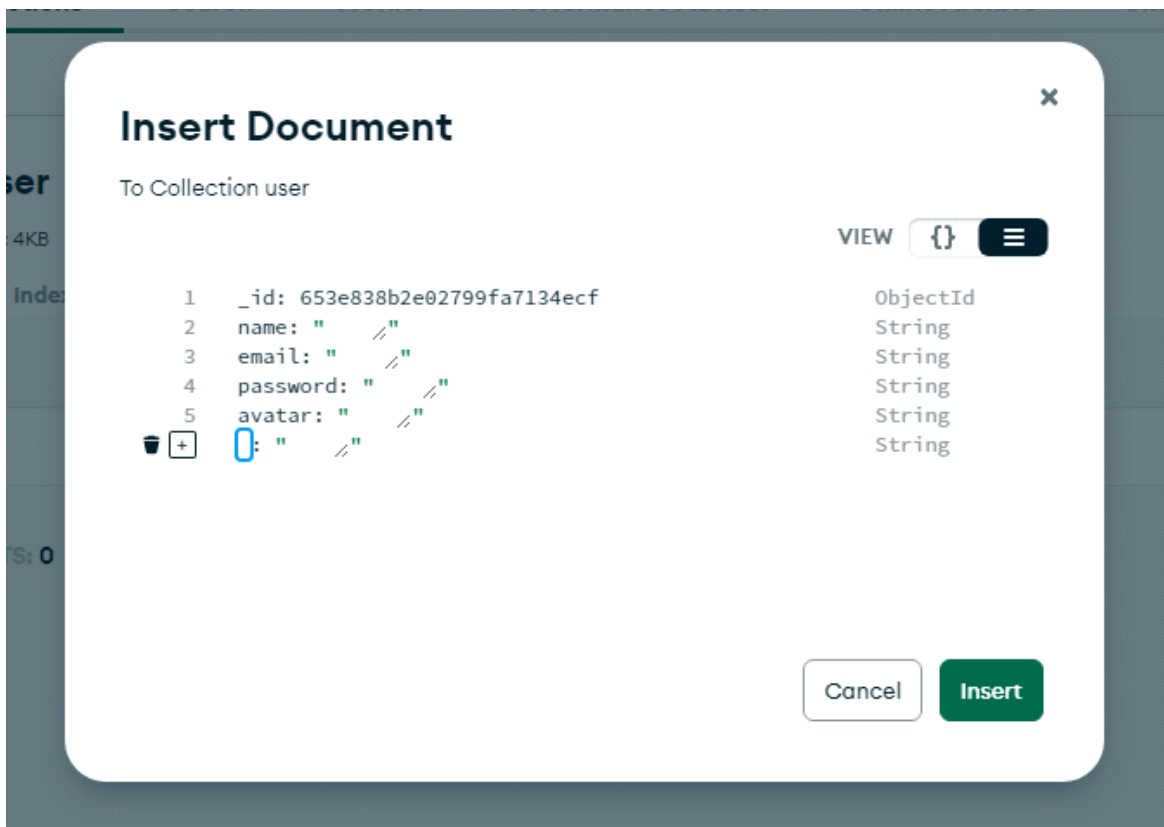 ×
Insert Document
To Collection user
ser
: 4KB
VIEW {}
Inde
1 _id: 653e838b2e02799fa7134ecf ObjectId
2 name: " " String
3 email: " " String
4 password: " " String
5 avatar: " " String
+ : " " String
TS: 0
Cancel Insert